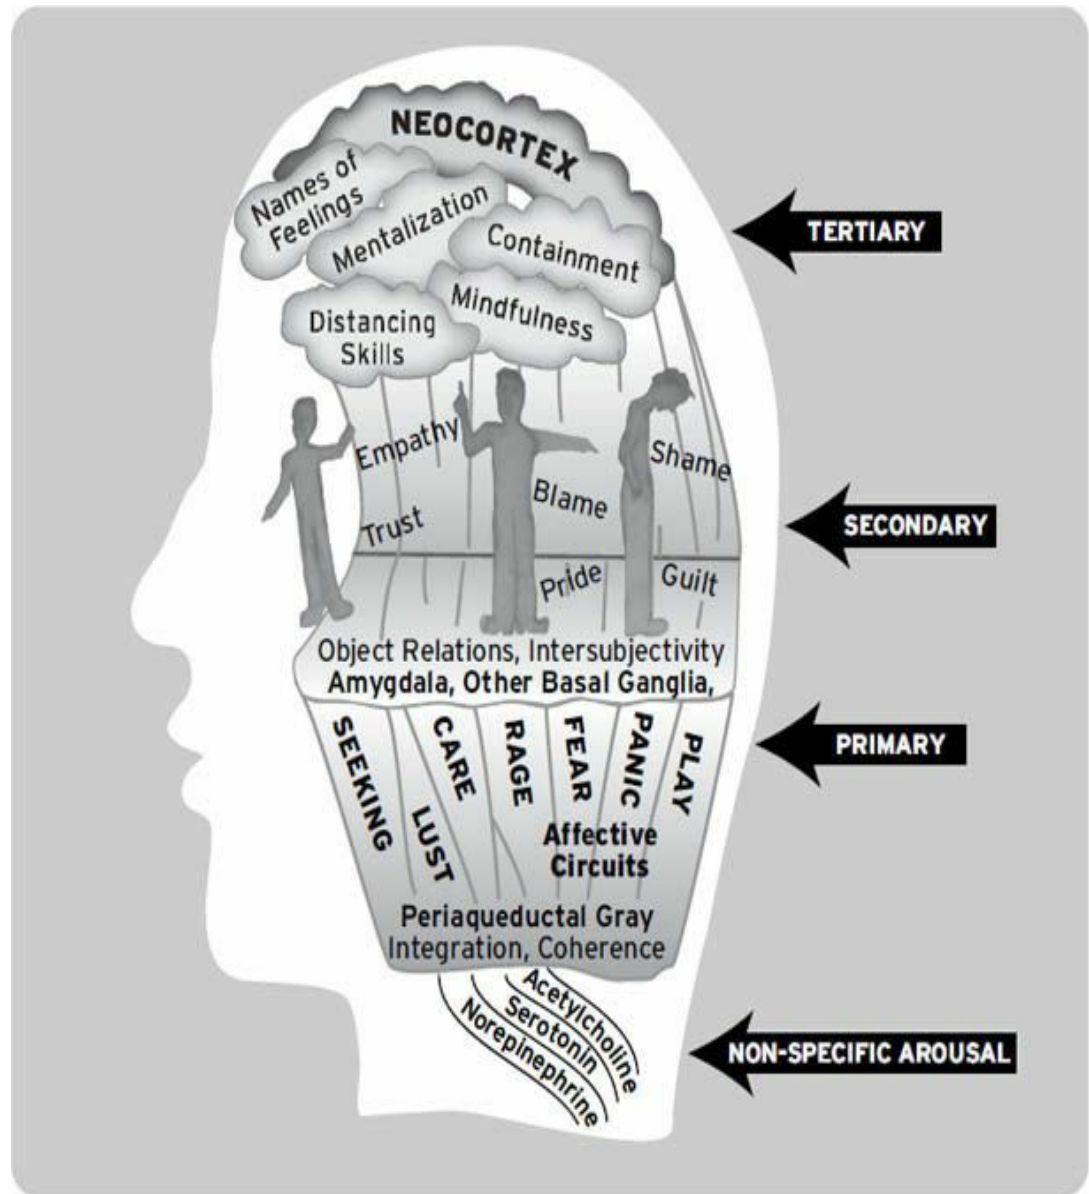 NEOCORTEX
Names of
Feelings
Mentalization
Containment
Mindfulness
Distancing
Skills
TERTIARY
Empathy
Trust
Blame
Pride
Shame
Guilt
SECONDARY
Object Relations, Intersubjectivity
Amygdala, Other Basal Ganglia,
SEEKING
LUST
CARE
RAGE
FEAR
PANIC
PLAY
Affective
Circuits
PRIMARY
Periaqueductal Gray
Integration, Coherence
Acetylcholine
Serotonin
Norepinephrine
NON-SPECIFIC AROUSAL